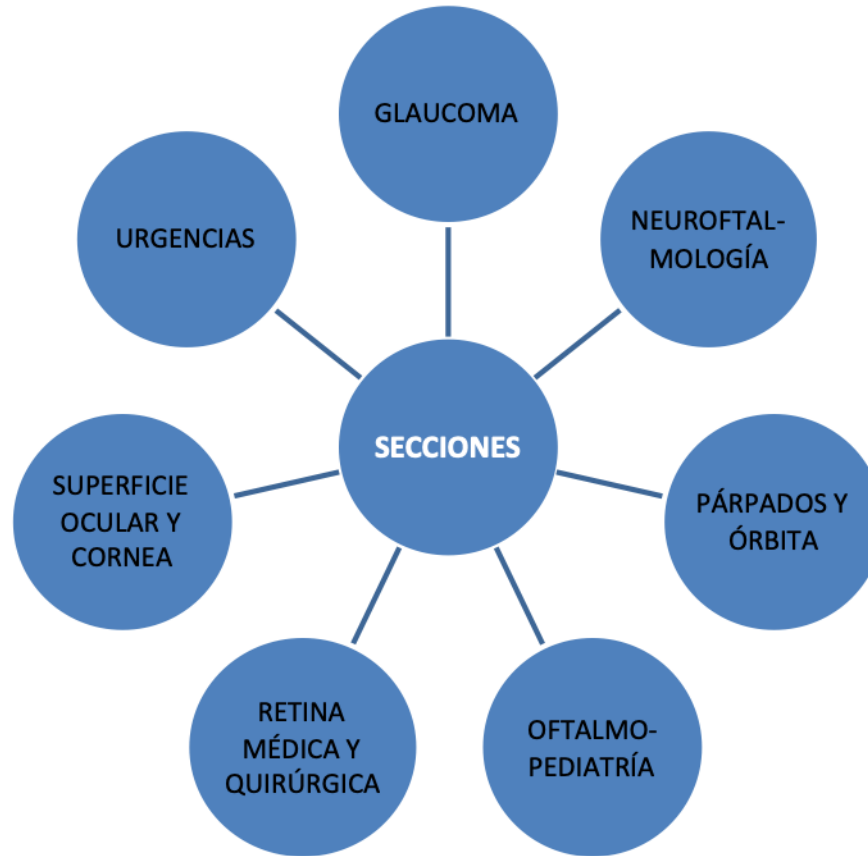 GLAUCOMA
NEUROFTAL-
MOLOGÍA
PÁRPADOS Y
ÓRBITA
OFTALMO-
PEDIATRÍA
RETINA
MÉDICA Y
QUIRÚRGICA
SUPERFICIE
OCULAR Y
CORNEA
URGENCIAS
SECCIONES